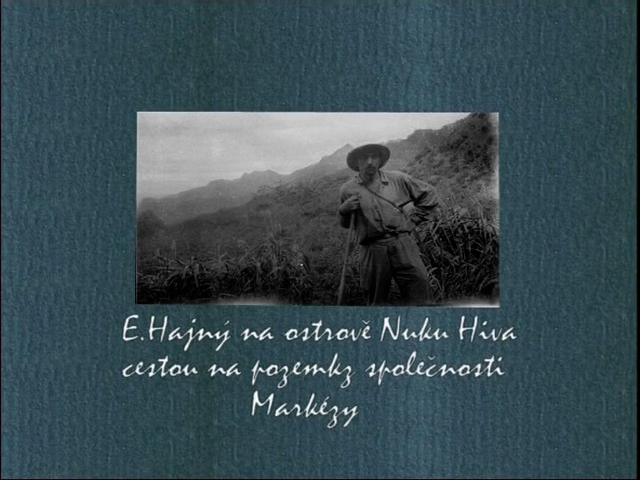 E.Hajný na ostrově Nuku Hiva
cestou na pozemkz společnosti
Markézy